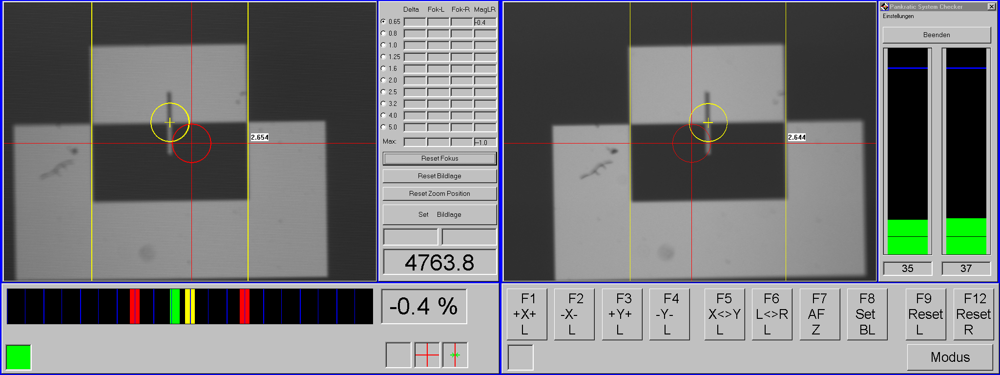 Delta Fok-L Fok-R MagLR
0.65 -0.4
0.8
1.0
1.25
1.6
2.0
2.5
3.2
4.0
5.0
Max: -1.0
Reset Fokus
Reset Bildlage
Reset Zoom Position
Set Bildlage
4763.8
2.654
2.644
Pankratic System Checker
Einstellungen
Beenden
35 37
-0.4 %
F1
+X+
L
F2
-X-
L
F3
+Y+
L
F4
-Y-
L
F5
X<>Y
L
F6
L<>R
L
F7
AF
Z
F8
Set
BL
F9
Reset
L
F12
Reset
R
Modus